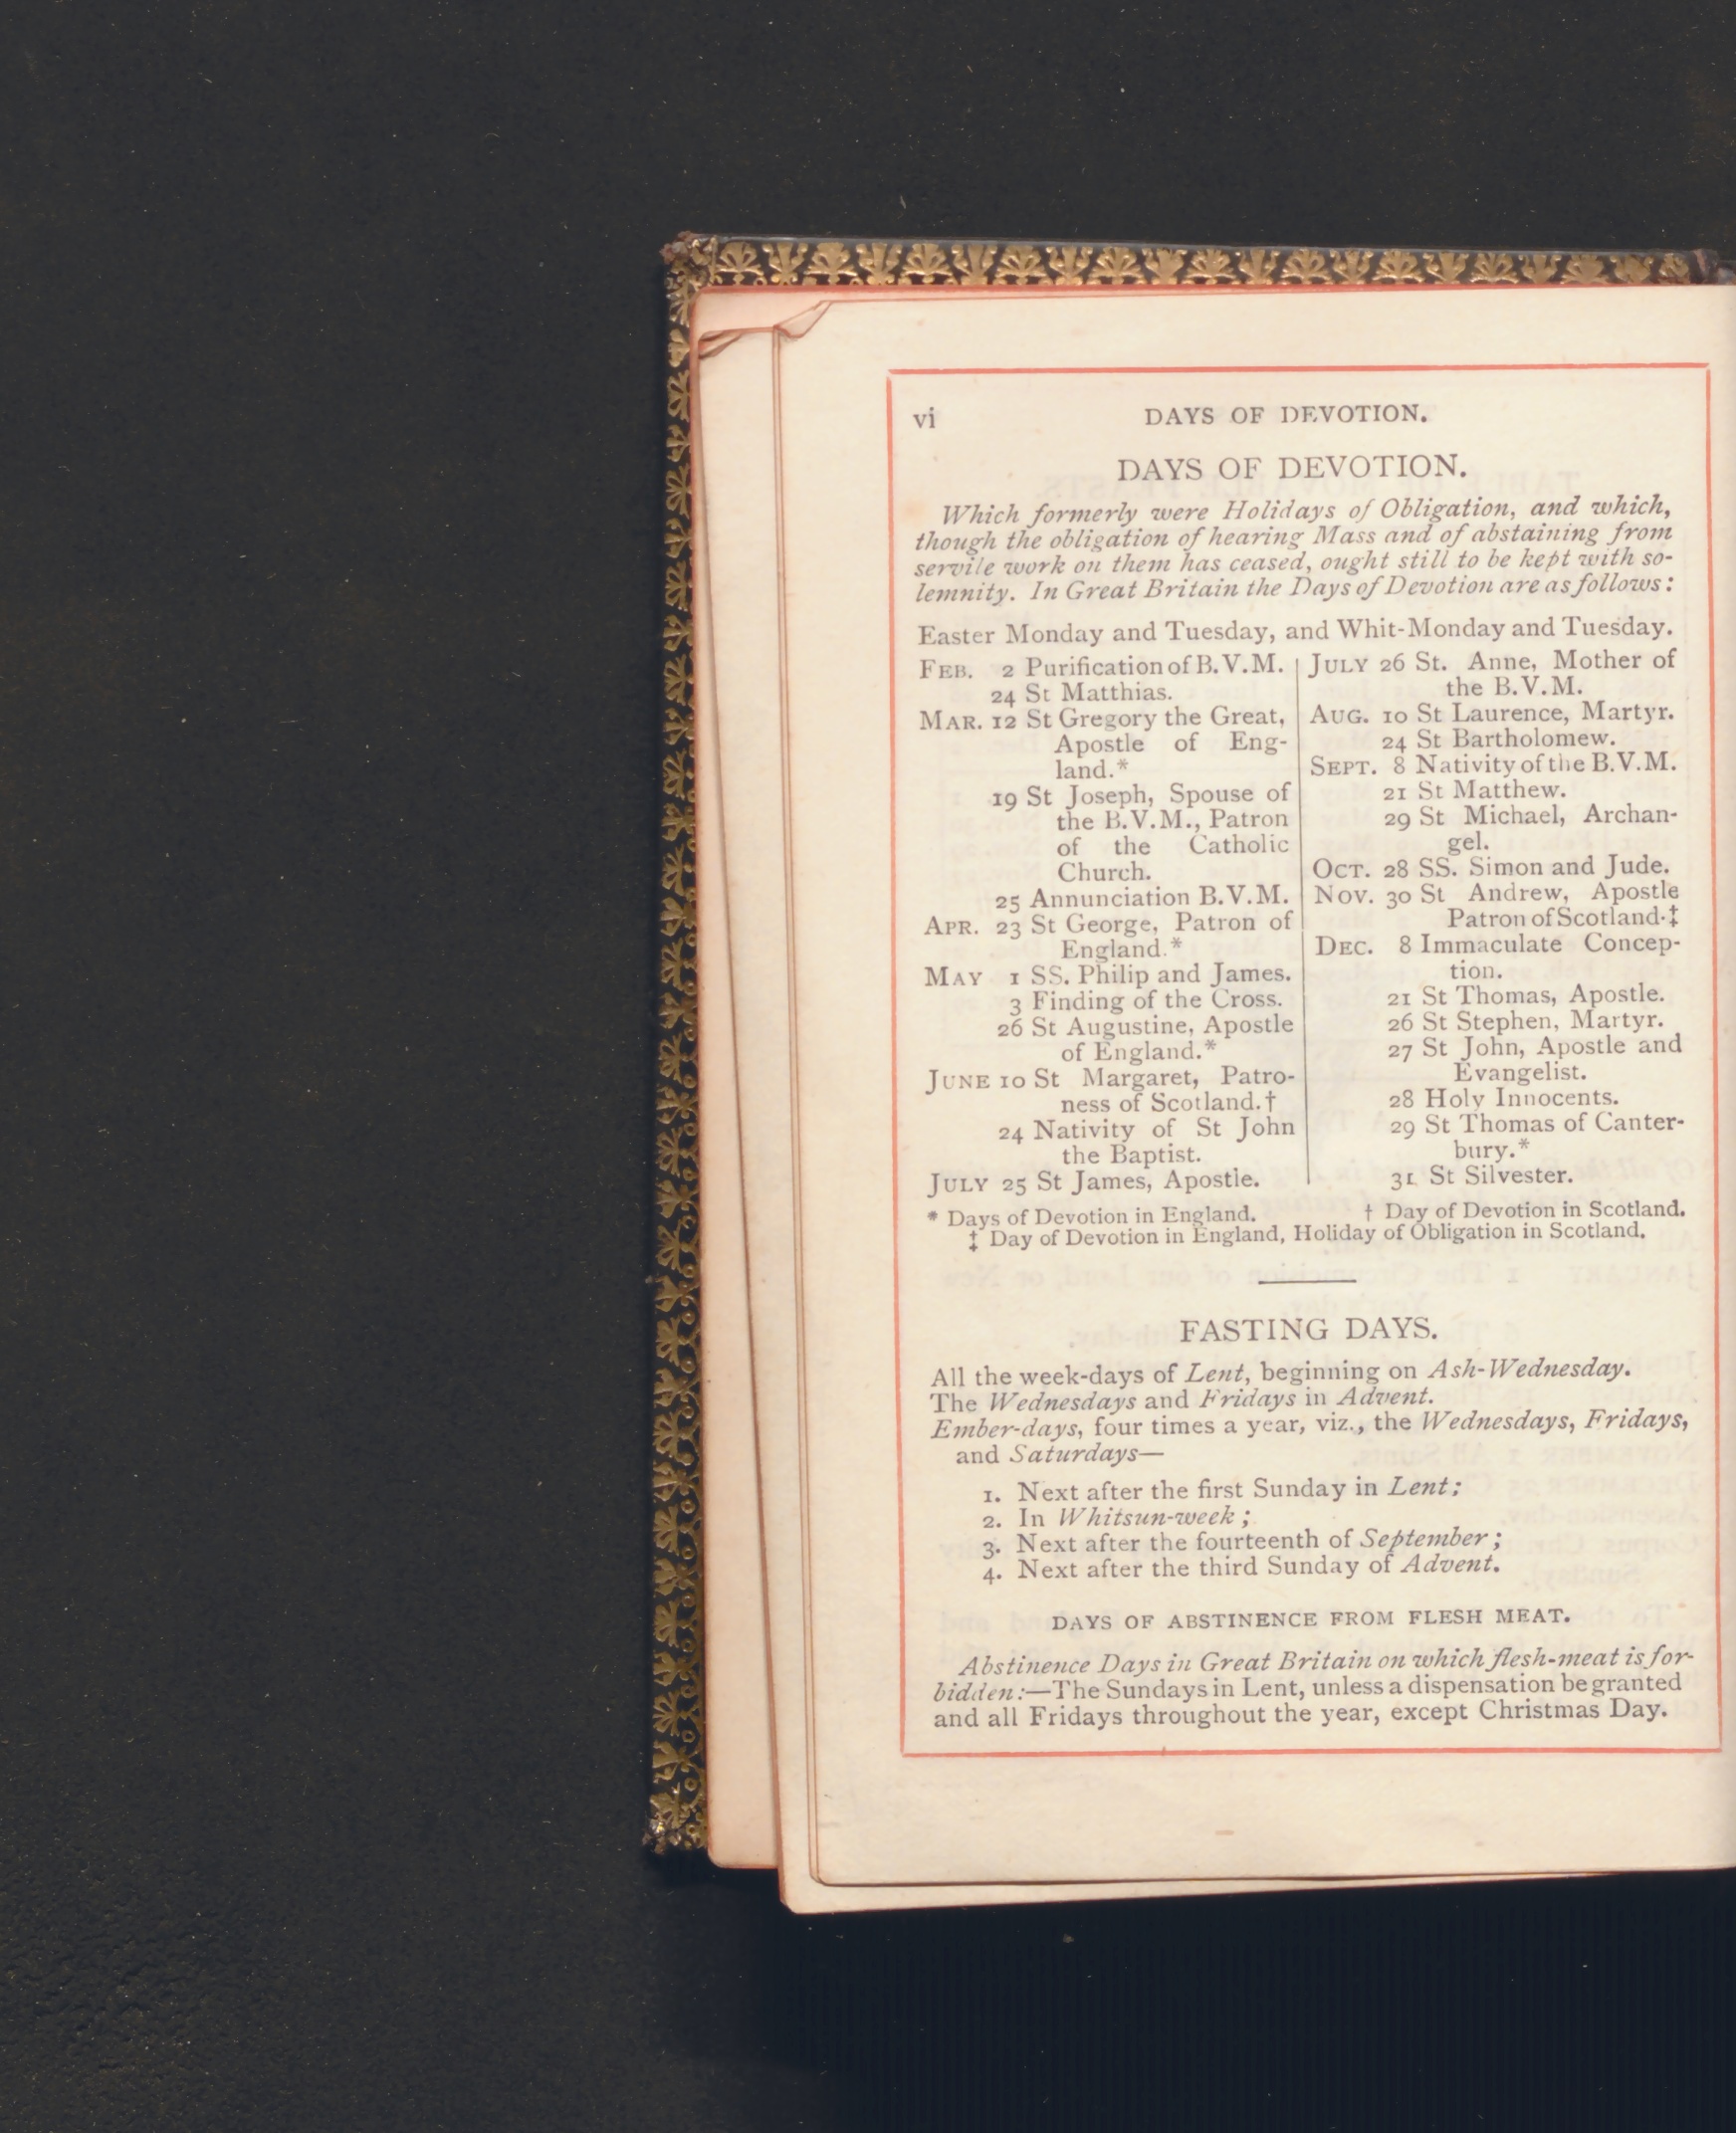 vi DAYS OF DEVOTION.
DAYS OF DEVOTION.
Which formerly were Holidays of Obligation, and which,
though the obligation of hearing Mass and of abstaining from
servile work on them has ceased, ought still to be kept with so-
lemnity. In Great Britain the Days of Devotion are as follows:
Easter Monday and Tuesday, and Whit-Monday and Tuesday.
FEB. 2 Purification of B.V.M.
24 St Matthias.
MAR. 12 St Gregory the Great,
Apostle of Eng-
land.*
19 St Joseph, Spouse of
the B.V.M., Patron
of the Catholic
Church.
25 Annunciation B.V.M.
APR. 23 St George, Patron of
England.*
MAY 1 SS. Philip and James.
3 Finding of the Cross.
26 St Augustine, Apostle
of England.*
JUNE 10 St Margaret, Patro-
ness of Scotland.†
24 Nativity of St John
the Baptist.
JULY 25 St James, Apostle.
JULY 26 St. Anne, Mother of
the B.V.M.
AUG. 10 St Laurence, Martyr.
24 St Bartholomew.
SEPT. 8 Nativity of the B.V.M.
21 St Matthew.
29 St Michael, Archan-
gel.
OCT. 28 SS. Simon and Jude.
NOV. 30 St Andrew, Apostle
Patron of Scotland.‡
DEC. 8 Immaculate Concep-
tion.
21 St Thomas, Apostle.
26 St Stephen, Martyr.
27 St John, Apostle and
Evangelist.
28 Holy Innocents.
29 St Thomas of Canter-
bury.*
31 St Silvester.
* Days of Devotion in England. † Day of Devotion in Scotland.
‡ Day of Devotion in England, Holiday of Obligation in Scotland.
FASTING DAYS.
All the week-days of Lent, beginning on Ash-Wednesday.
The Wednesdays and Fridays in Advent.
Ember-days, four times a year, viz., the Wednesdays, Fridays,
and Saturdays—
1. Next after the first Sunday in Lent;
2. In Whitsun-week;
3. Next after the fourteenth of September;
4. Next after the third Sunday of Advent.
DAYS OF ABSTINENCE FROM FLESH MEAT.
Abstinence Days in Great Britain on which flesh-meat is for-
bidden:—The Sundays in Lent, unless a dispensation be granted
and all Fridays throughout the year, except Christmas Day.